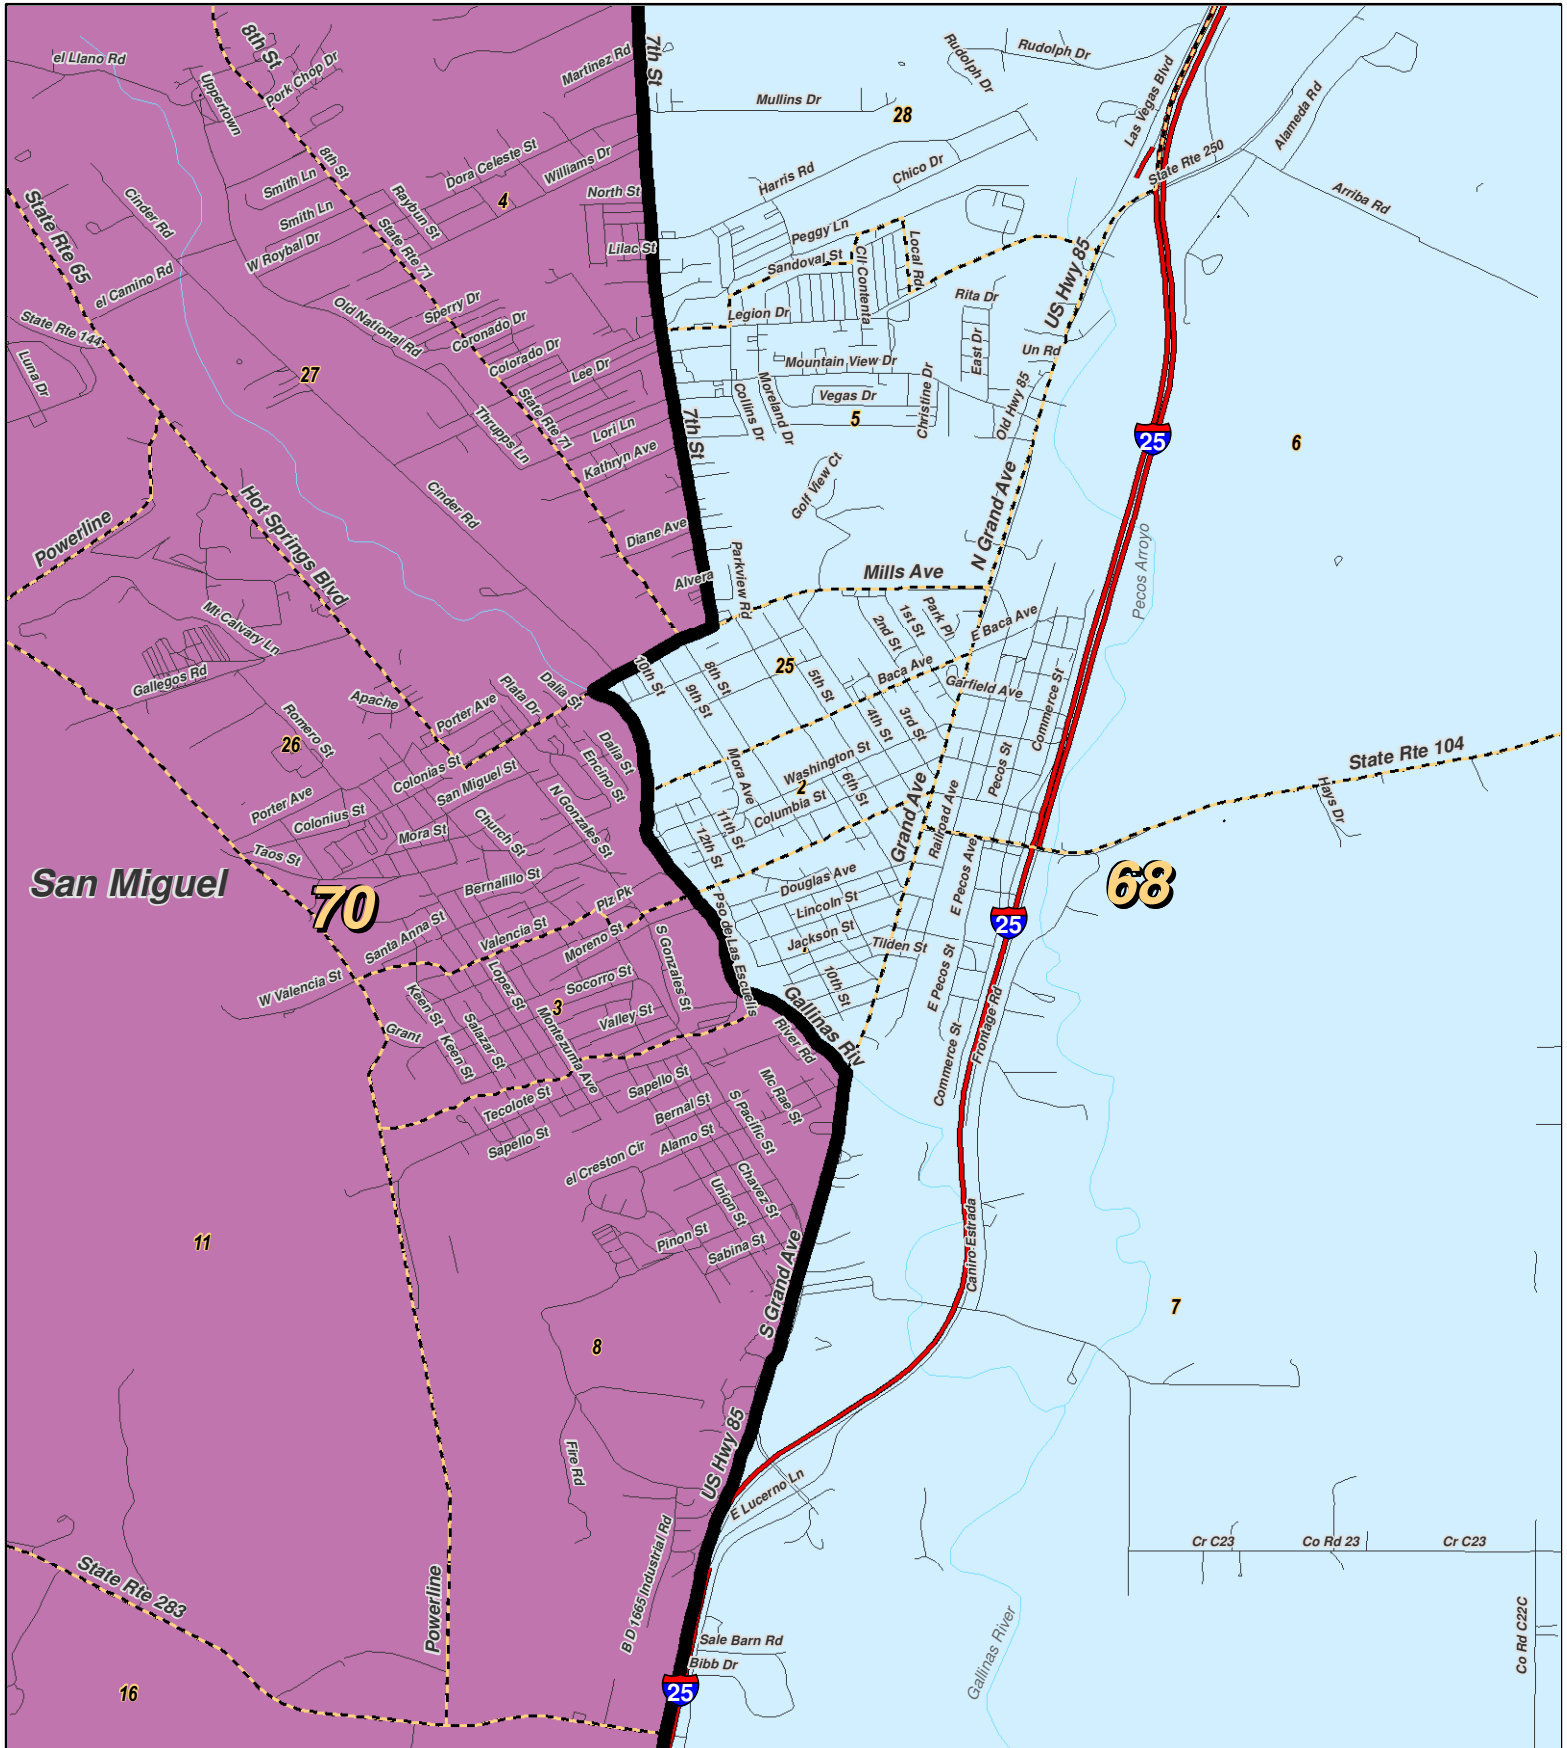 8th St
7th St
el Llano Rd
Uppertown
Pork Chop Dr
Martinez Rd
Rudolph Dr
Rudolph Dr
Las Vegas Blvd
Mullins Dr
28
Alameda Rd
State Rte 250
8th St
Dora Celeste St
Williams Dr
Smith Ln
Harris Rd
Chico Dr
Arriba Rd
State Rte 65
Cinder Rd
Smith Ln
Raybun St
4
North St
Lilac St
W Roybal Dr
State Rte 71
Peggy Ln
Sandoval St
Cll Contenta
Local Rd
US Hwy 85
el Camino Rd
Sperry Dr
Old National Rd
Coronado Dr
Legion Dr
Rita Dr
State Rte 144
Luna Dr
Colorado Dr
Lee Dr
Mountain View Dr
East Dr
Un Rd
27
State Rte 71
Thrupps Ln
Lori Ln
Kathryn Ave
7th St
Collins Dr
Moreland Dr
Vegas Dr
5
Christine Dr
Old Hwy 85
25
6
Golf View Ct
Cinder Rd
Powerline
Hot Springs Blvd
Diane Ave
N Grand Ave
Pecos Arroyo
Alvera
Parkview Rd
Mills Ave
Mt Calvary Ln
1st St
Park Pl
2nd St
E Baca Ave
Gallegos Rd
Apache
Porter Ave
Plata Dr
Dalia St
10th St
8th St
9th St
25
5th St
Baca Ave
Garfield Ave
Commerce St
Romero St
26
4th St
3rd St
Dalia St
Encino St
Colonias St
San Miguel St
N Gonzales St
Mora Ave
Washington St
2
6th St
Pecos St
State Rte 104
Hays Dr
Porter Ave
Colonius St
Mora St
Church St
Columbia St
11th St
12th St
Grand Ave
Railroad Ave
Taos St
San Miguel
70
68
Bernalillo St
Plz Pk
Douglas Ave
Lincoln St
E Pecos Ave
25
Santa Anna St
Valencia St
Moreno St
Pso de Las Escuelis
Jackson St
Tilden St
W Valencia St
Lopez St
Socorro St
S Gonzales St
10th St
E Pecos St
Keen St
3
Valley St
Gallinas Riv
Frontage Rd
Grant
Keen St
Salazar St
Montezuma Ave
River Rd
Commerce St
Tecolote St
Sapello St
Mc Rae St
Sapello St
Bernal St
S Pacific St
Alamo St
el Creston Cir
Chavez St
Union St
Pinon St
Sabina St
11
S Grand Ave
Caniro Estrada
7
8
US Hwy 85
Fire Rd
E Lucerno Ln
B D 1665 Industrial Rd
Cr C23
Co Rd 23
Cr C23
State Rte 283
Powerline
Sale Barn Rd
Bibb Dr
Gallinas River
Co Rd C22C
16
25